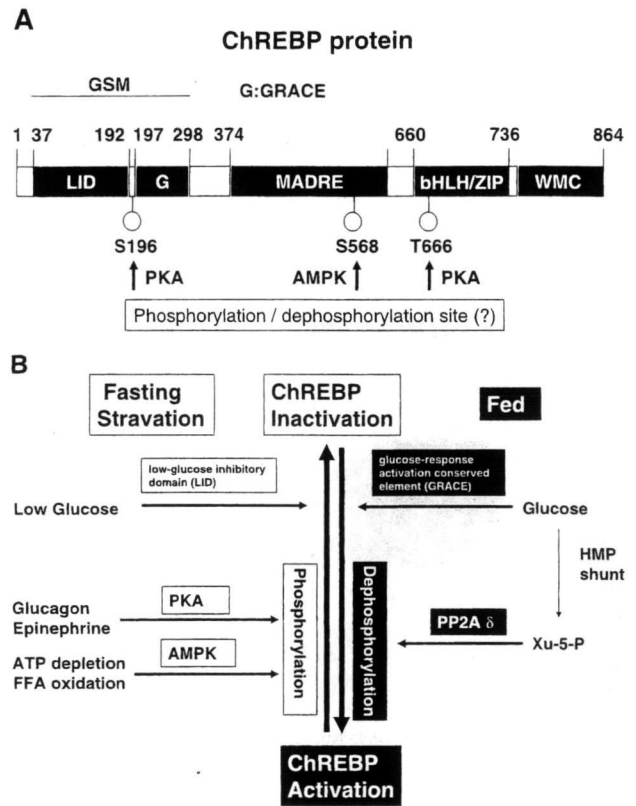 A
ChREBP protein
GSM
G:GRACE
1 37 192 197 298 374 660 736 864
LID G MADRE bHLH/ZIP WMC
S196 S568 T666
PKA AMPK PKA
Phosphorylation / dephosphorylation site (?)
B
Fasting
Stravation
ChREBP
Inactivation
Fed
low-glucose inhibitory
domain (LID)
glucose-response
activation conserved
element (GRACE)
Low Glucose
Glucose
HMP
shunt
Phosphorylation
Dephosphorylation
PKA
Glucagon
Epinephrine
PP2A δ
Xu-5-P
AMPK
ATP depletion
FFA oxidation
ChREBP
Activation